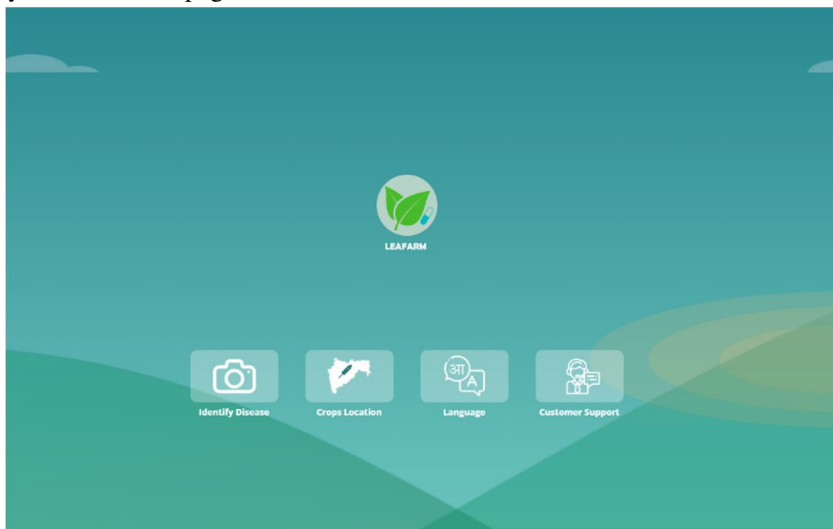 LEAFARM
आ
A
Identify Disease
Crops Location
Language
Customer Support